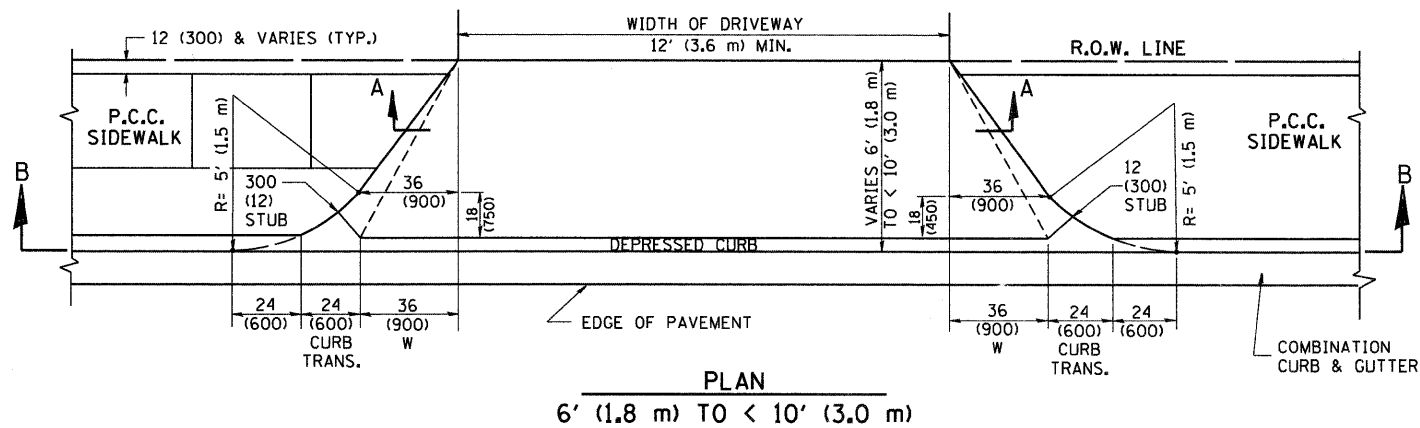 12 (300) & VARIES (TYP.)
WIDTH OF DRIVEWAY
12' (3.6 m) MIN.
R.O.W. LINE
P.C.C.
SIDEWALK
A
A
P.C.C.
SIDEWALK
B
B
R= 5' (1.5 m)
300
(12)
STUB
36
(900)
18
(750)
VARIES 6' (1.8 m)
TO < 10' (3.0 m)
36
(900)
18
(450)
12
(300)
STUB
R= 5' (1.5 m)
DEPRESSED CURB
24
(600)
24
(600)
CURB
TRANS.
36
(900)
W
EDGE OF PAVEMENT
36
(900)
W
24
(600)
CURB
TRANS.
24
(600)
COMBINATION
CURB & GUTTER
PLAN
6' (1.8 m) TO < 10' (3.0 m)